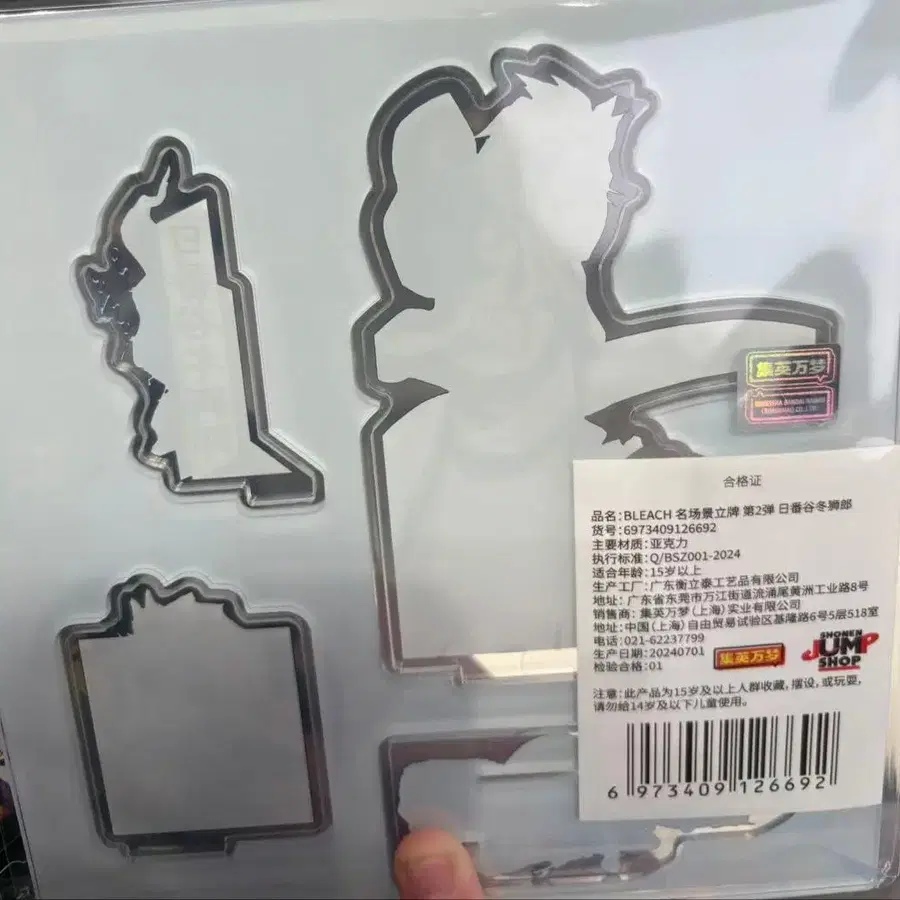 集英万梦
合格证
品名：BLEACH 名场景立牌 第2弹 日番谷冬狮郎
货号：6973409126692
主要材质：亚克力
执行标准：Q/BSZ001-2024
适合年龄：15岁以上
生产工厂：广东衡立泰工艺品有限公司
地址：广东省东莞市万江街道流涌尾黄洲工业路8号
销售商：集英万梦（上海）实业有限公司
地址：中国（上海）自由贸易试验区基隆路6号5层518室
电话：021-62237799
生产日期：20240701
检验合格：01
集英万梦
SHONEN
JUMP
SHOP
注意：此产品为15岁及以上人群收藏，摆设，或玩耍，
请勿给14岁及以下儿童使用。
6 973409 126692